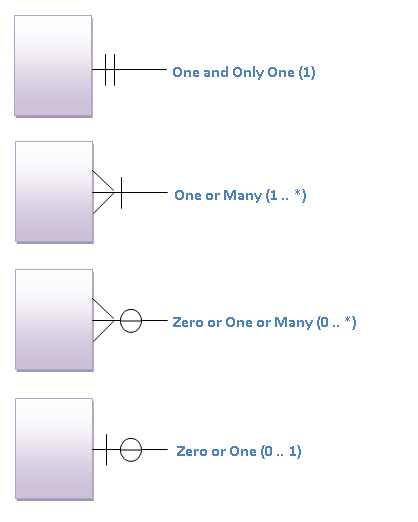 One and Only One (1)
One or Many (1 .. *)
Zero or One or Many (0 .. *)
Zero or One (0 .. 1)